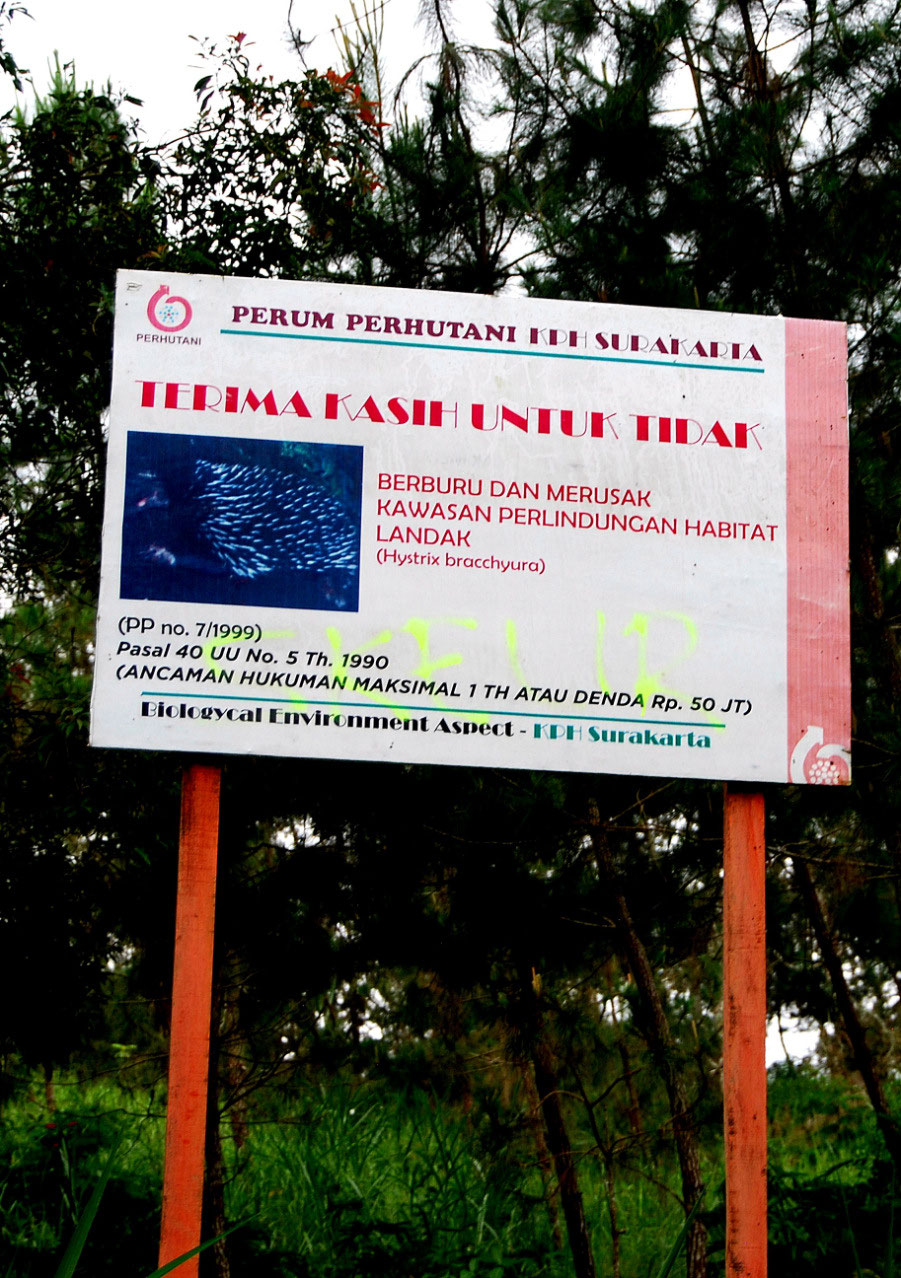 PERHUTANI
PERUM PERHUTANI KPH SURAKARTA
TERIMA KASIH UNTUK TIDAK
BERBURU DAN MERUSAK
KAWASAN PERLINDUNGAN HABITAT
LANDAK
(Hystrix bracchyura)
(PP no. 7/1999)
Pasal 40 UU No. 5 Th. 1990
(ANCAMAN HUKUMAN MAKSIMAL 1 TH ATAU DENDA Rp. 50 JT)
Biologycal Environment Aspect - KPH Surakarta